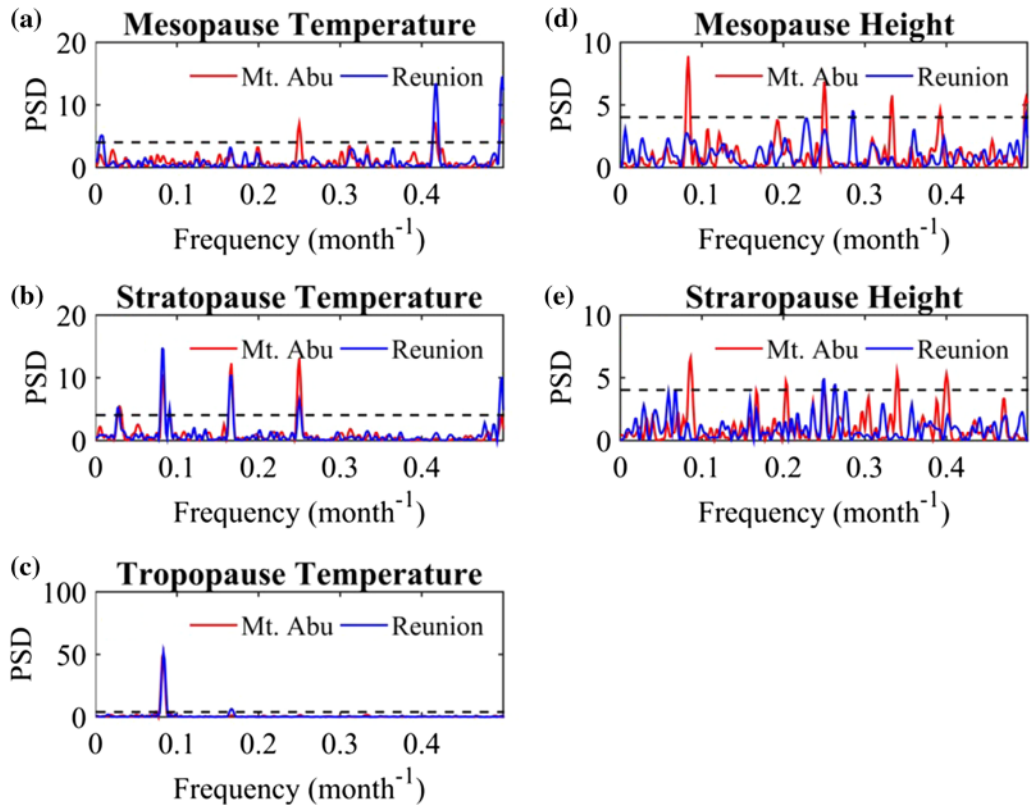 (a)
Mesopause Temperature
20
10
0
PSD
Mt. Abu Reunion
0 0.1 0.2 0.3 0.4
Frequency (month-1)
(d)
Mesopause Height
10
5
0
PSD
Mt. Abu Reunion
0 0.1 0.2 0.3 0.4
Frequency (month-1)
(b)
Stratopause Temperature
20
10
0
PSD
Mt. Abu Reunion
0 0.1 0.2 0.3 0.4
Frequency (month-1)
(e)
Straropause Height
10
5
0
PSD
Mt. Abu Reunion
0 0.1 0.2 0.3 0.4
Frequency (month-1)
(c)
Tropopause Temperature
100
50
0
PSD
Mt. Abu Reunion
0 0.1 0.2 0.3 0.4
Frequency (month-1)